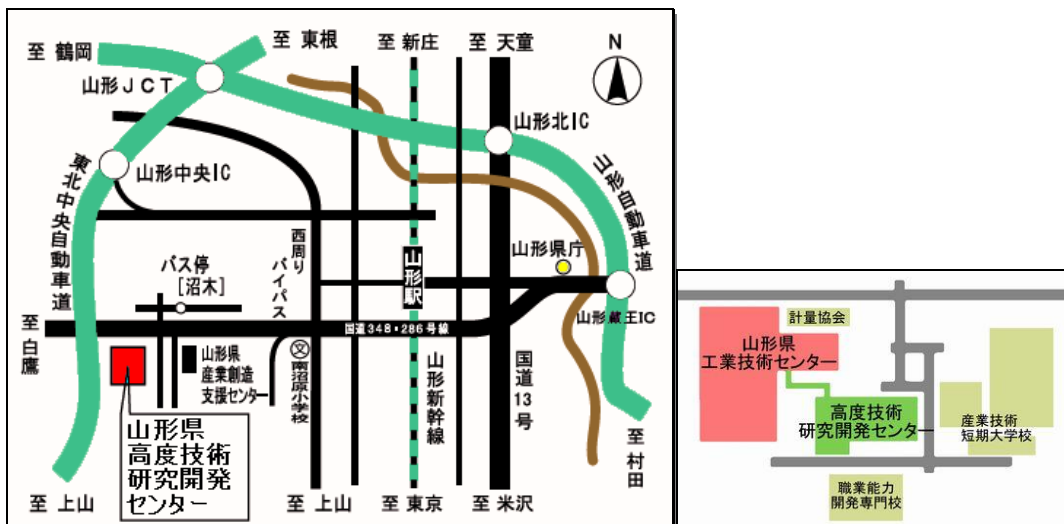 至 鶴岡
至 東根
至 新庄
至 天童
N
山形JCT
山形北IC
山形中央IC
東北中央自動車道
山形自動車道
西周り
バイパス
山形駅
山形県庁
バス停
[沼木]
山形蔵王IC
至白鷹
国道348・286号線
山形県
産業創造
支援センター
文
南沼原小学校
山形新幹線
国道13号
山形県
高度技術
研究開発
センター
至 村田
至 上山
至 上山
至 東京
至 米沢
計量協会
山形県
工業技術センター
高度技術
研究開発センター
産業技術
短期大学校
職業能力
開発専門校